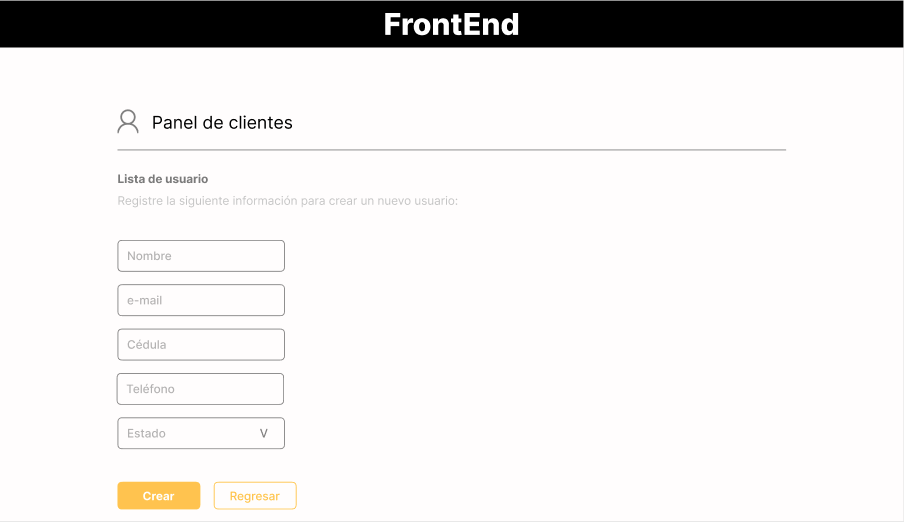 FrontEnd
Panel de clientes
Lista de usuario
Registre la siguiente información para crear un nuevo usuario:
Nombre
e-mail
Cédula
Teléfono
Estado V
Crear Regresar